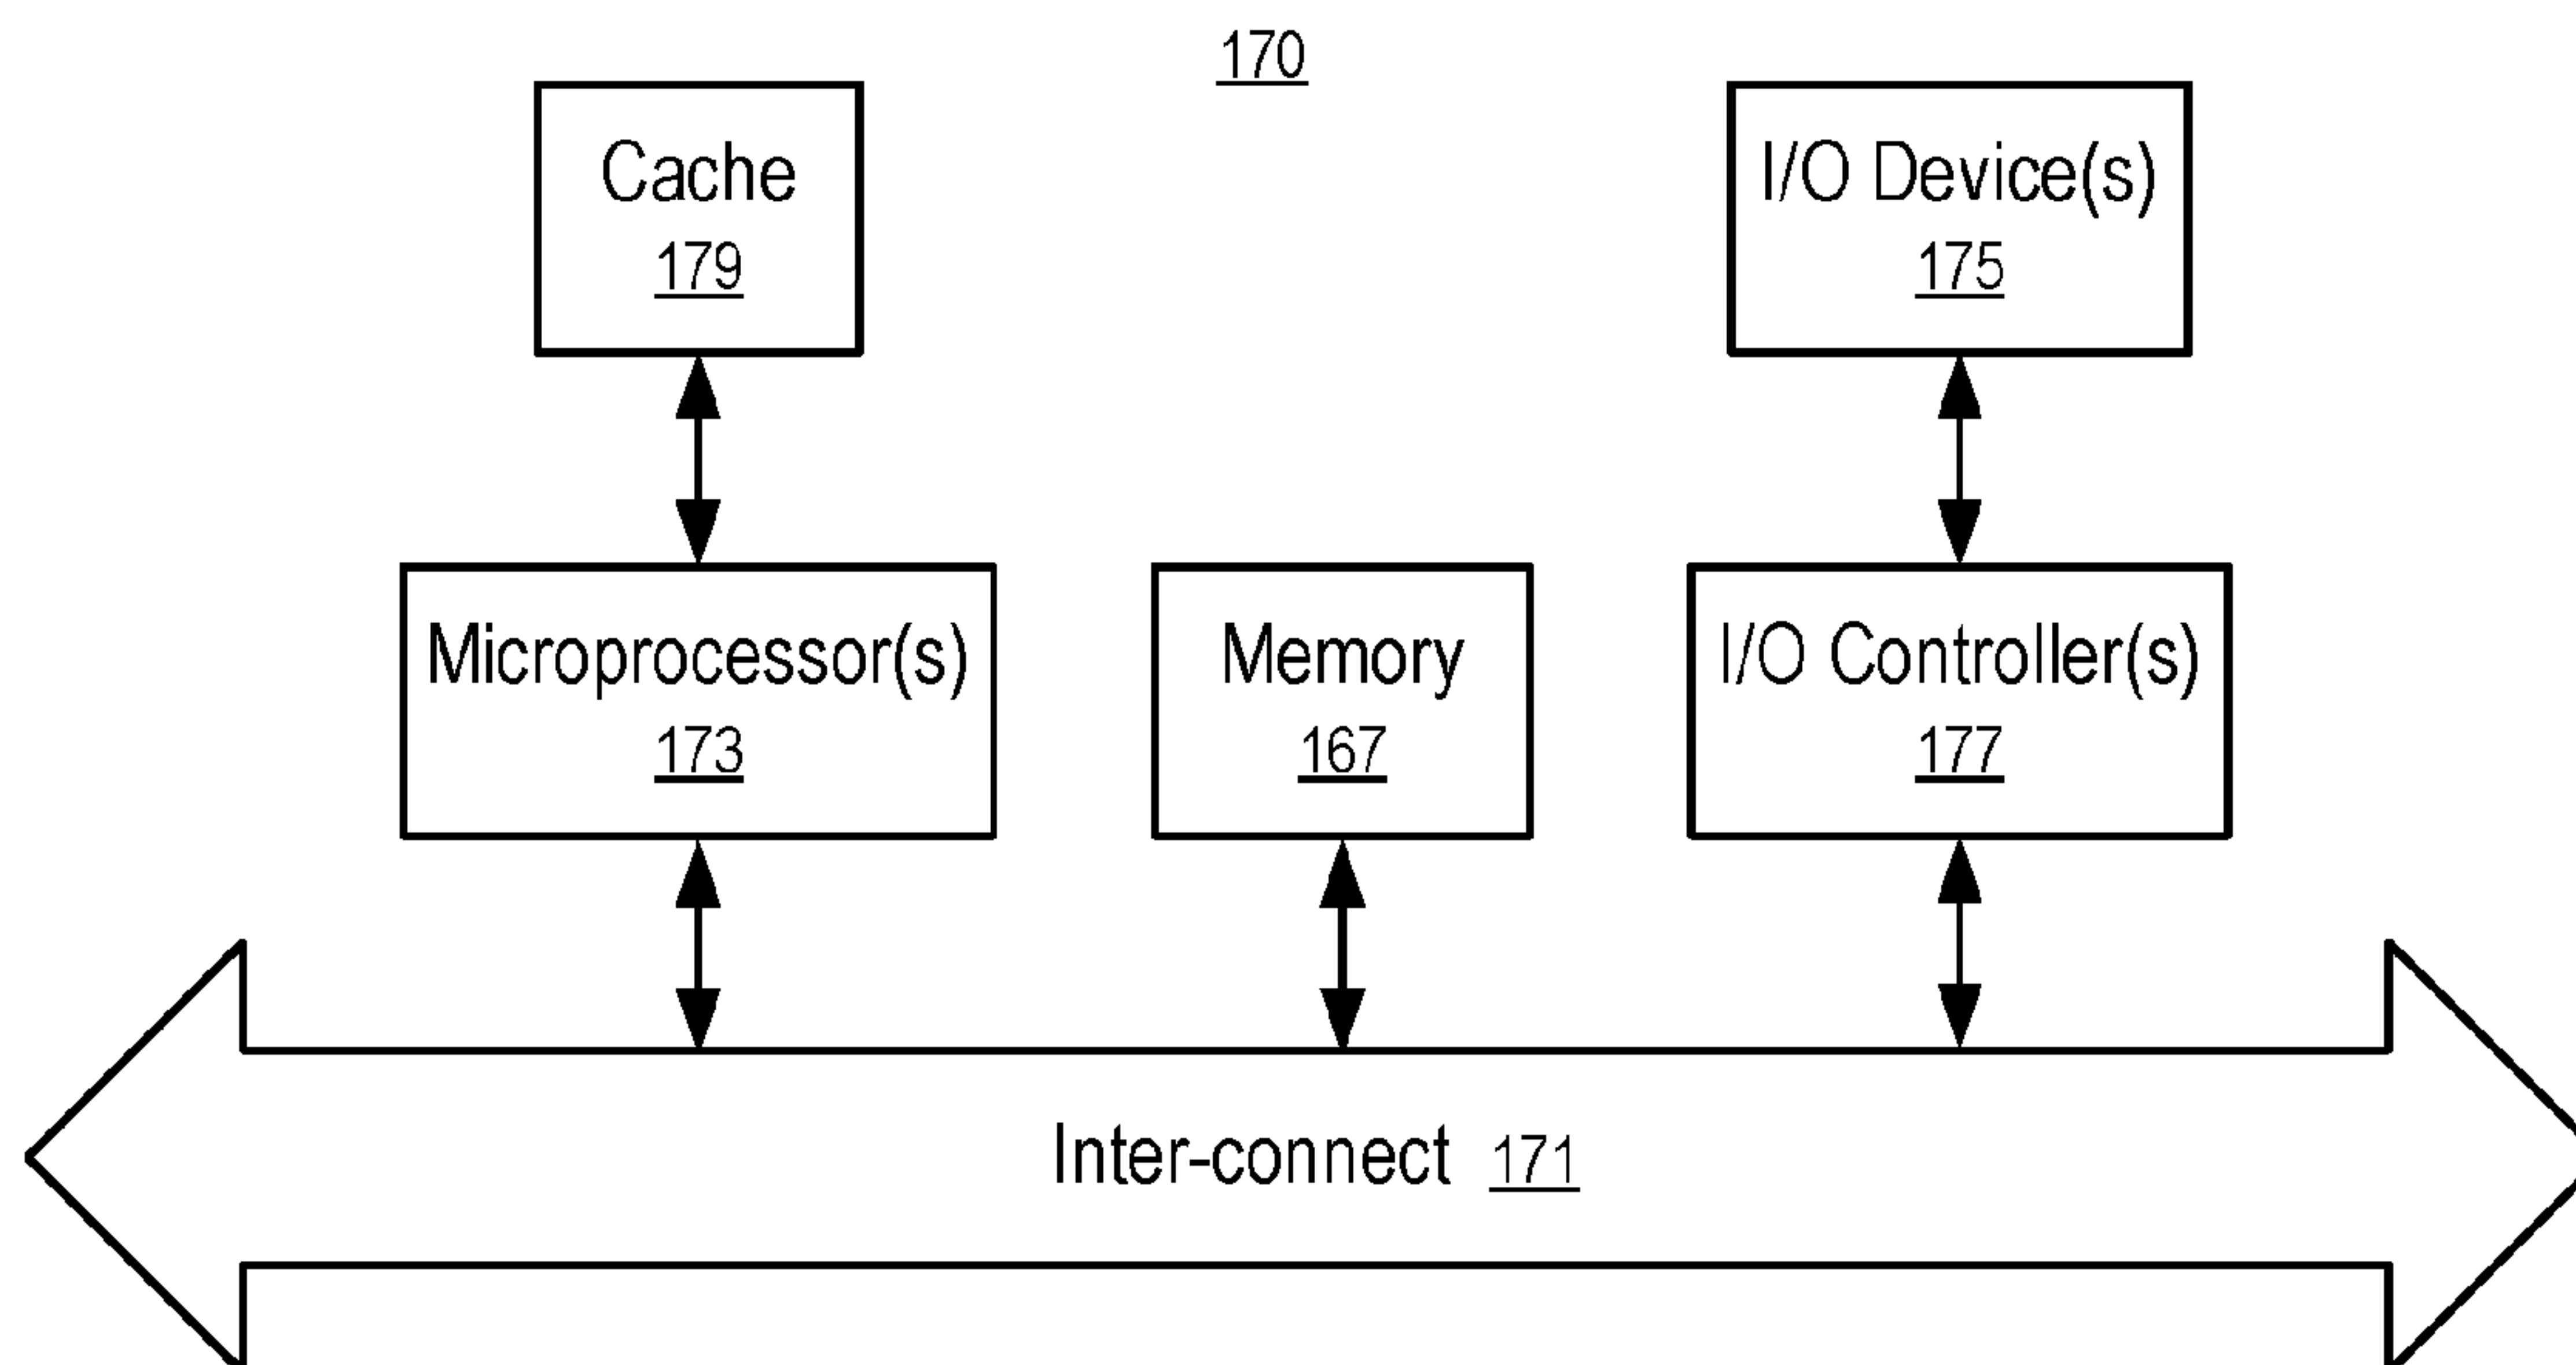 170
Cache
179
I/O Device(s)
175
Microprocessor(s)
173
Memory
167
I/O Controller(s)
177
Inter-connect 171